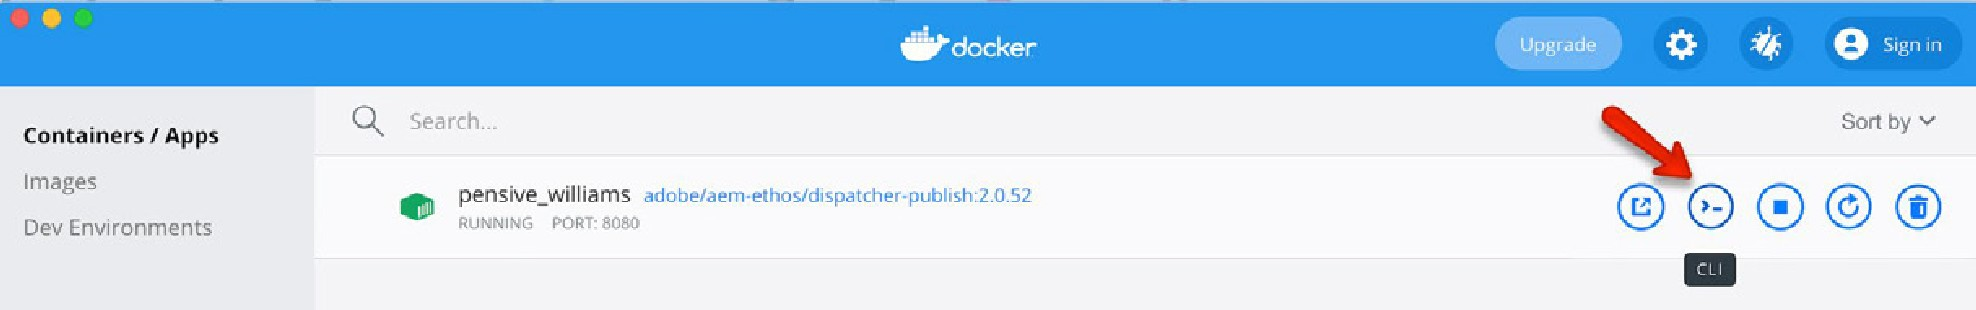 docker
Upgrade
Sign in
Containers / Apps
Images
Dev Environments
Search...
Sort by
pensive_williams adobe/aem-ethos/dispatcher-publish:2.0.52
RUNNING PORT: 8080
CLI